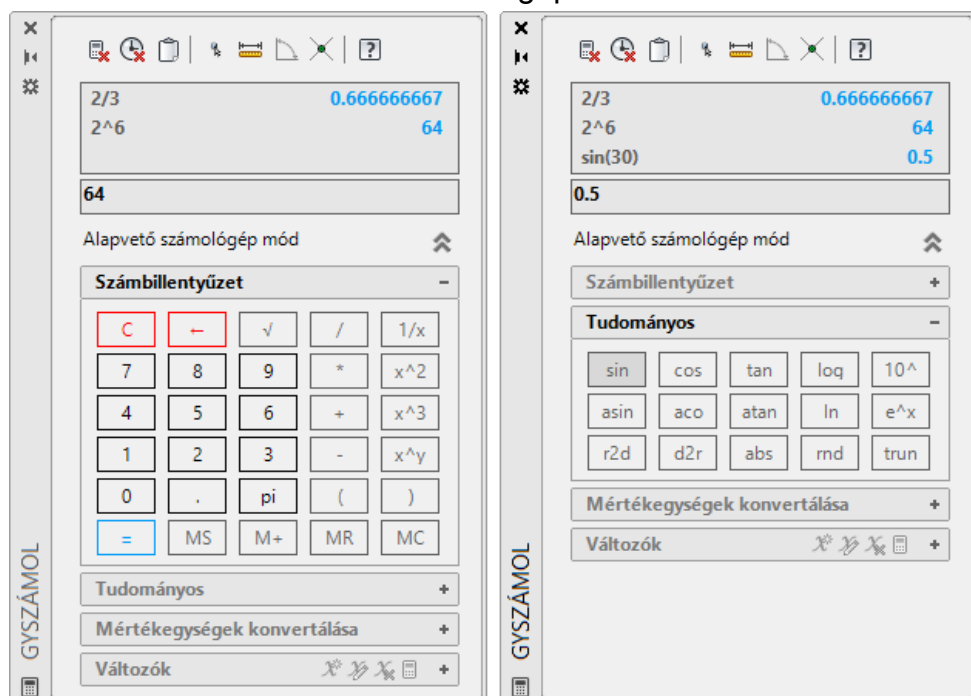 2/3 0.666666667
2^6 64
64
Alapvető számológép mód
Számbillentyűzet -
C ← √ / 1/x
7 8 9 * x^2
4 5 6 + x^3
1 2 3 - x^y
0 . pi ( )
= MS M+ MR MC
Tudományos +
Mértékegységek konvertálása +
Változók +
GYSZÁMOL
2/3 0.666666667
2^6 64
sin(30) 0.5
0.5
Alapvető számológép mód
Számbillentyűzet +
Tudományos -
sin cos tan log 10^
asin aco atan ln e^x
r2d d2r abs rnd trun
Mértékegységek konvertálása +
Változók +
GYSZÁMOL